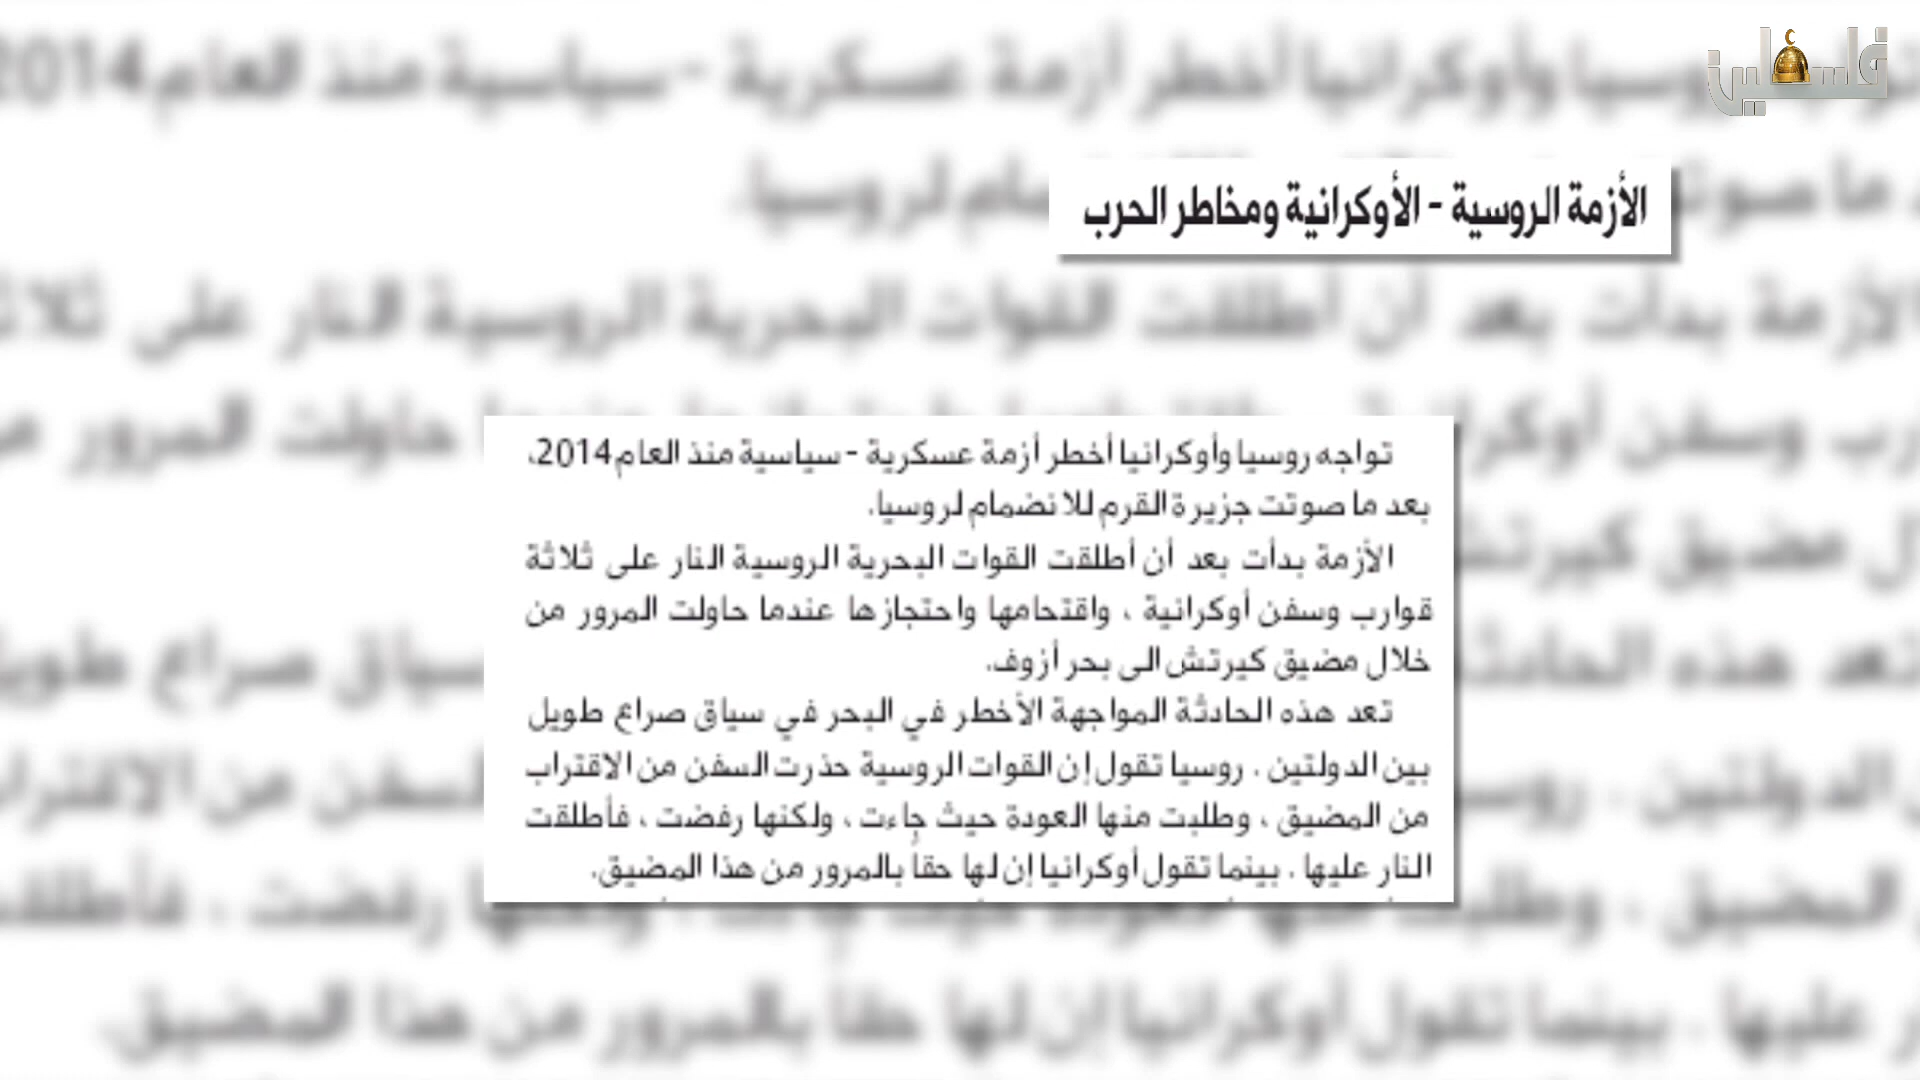 فلسطين
الأزمة الروسية - الأوكرانية ومخاطر الحرب
تواجه روسيا وأوكرانيا أخطر أزمة عسكرية - سياسية منذ العام 2014،
بعد ما صوتت جزيرة القرم للانضمام لروسيا.
الأزمة بدأت بعد أن أطلقت القوات البحرية الروسية النار على ثلاثة
قوارب وسفن أوكرانية ، واقتحامها واحتجازها عندما حاولت المرور من
خلال مضيق كيرتش الى بحر أزوف.
تعد هذه الحادثة المواجهة الأخطر في البحر في سياق صراع طويل
بين الدولتين . روسيا تقول إن القوات الروسية حذرت السفن من الاقتراب
من المضيق ، وطلبت منها العودة حيث جاءت ، ولكنها رفضت ، فأطلقت
النار عليها . بينما تقول أوكرانيا إن لها حقاً بالمرور من هذا المضيق.